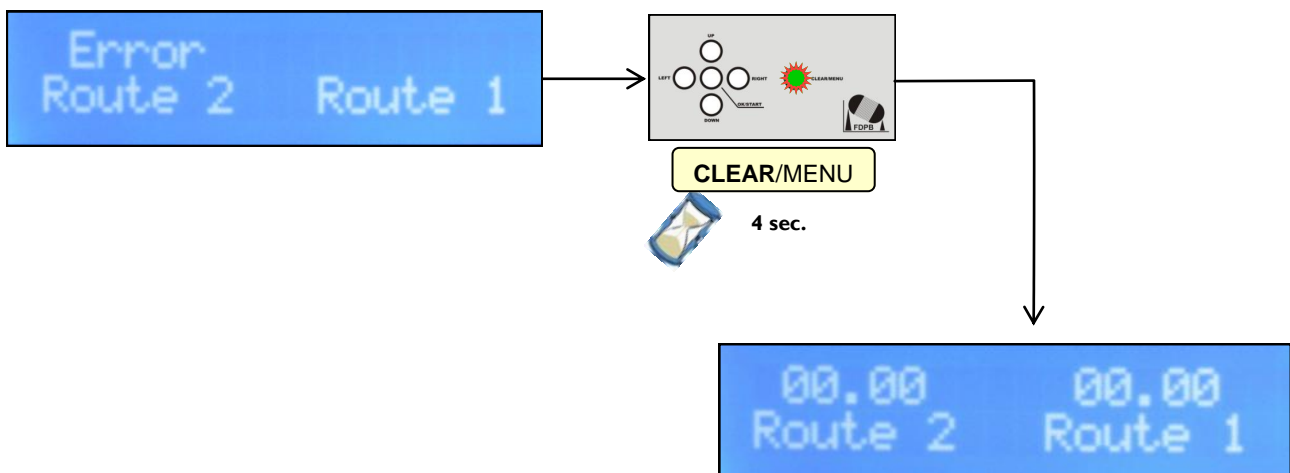 Error
Route 2 Route 1
UP
LEFT RIGHT CLEAR/MENU
OK/START
DOWN
FDPB
CLEAR/MENU
4 sec.
00.00 00.00
Route 2 Route 1